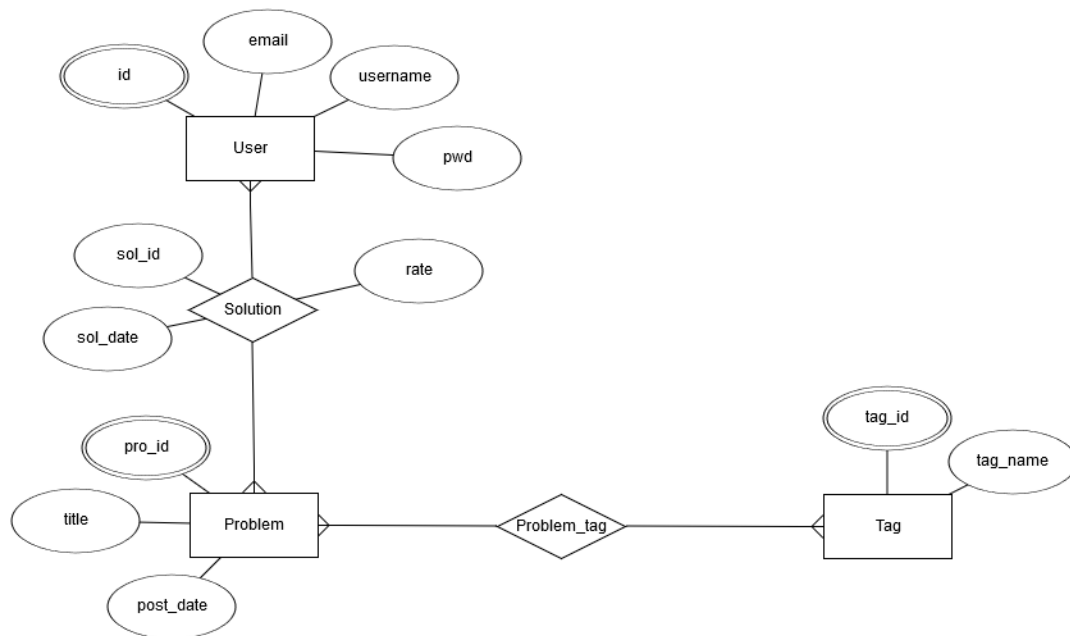 email
id
username
User
pwd
sol_id
rate
Solution
sol_date
tag_id
pro_id
tag_name
title
Problem
Problem_tag
Tag
post_date